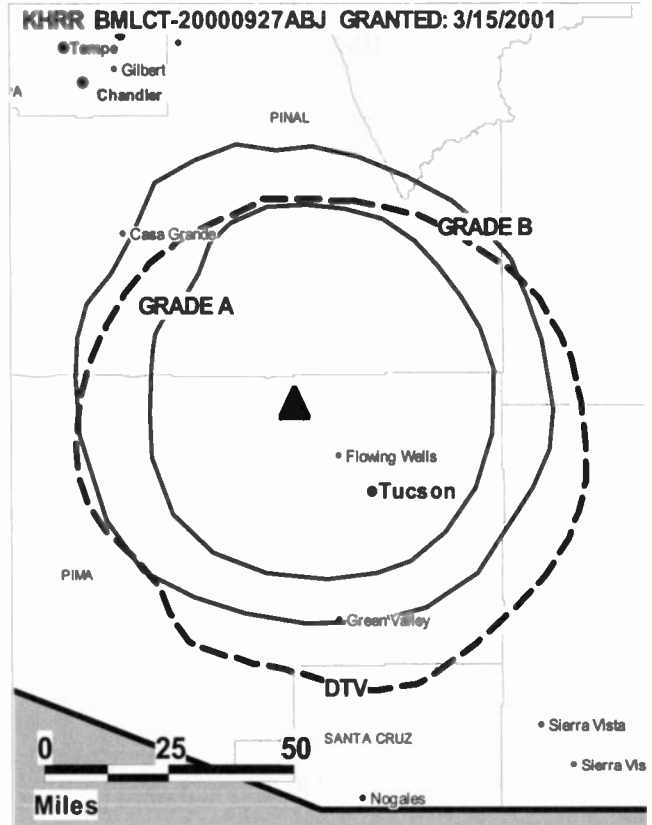 KHRR BMLCT-20000927ABJ GRANTED: 3/15/2001
Tempe
Gilbert
Chandler
PINAL
Casa Grande
GRADE B
GRADE A
Flowing Wells
Tucson
PIMA
Green Valley
DTV
SANTA CRUZ
Sierra Vista
0 25 50
Sierra Vis
Miles
Nogales